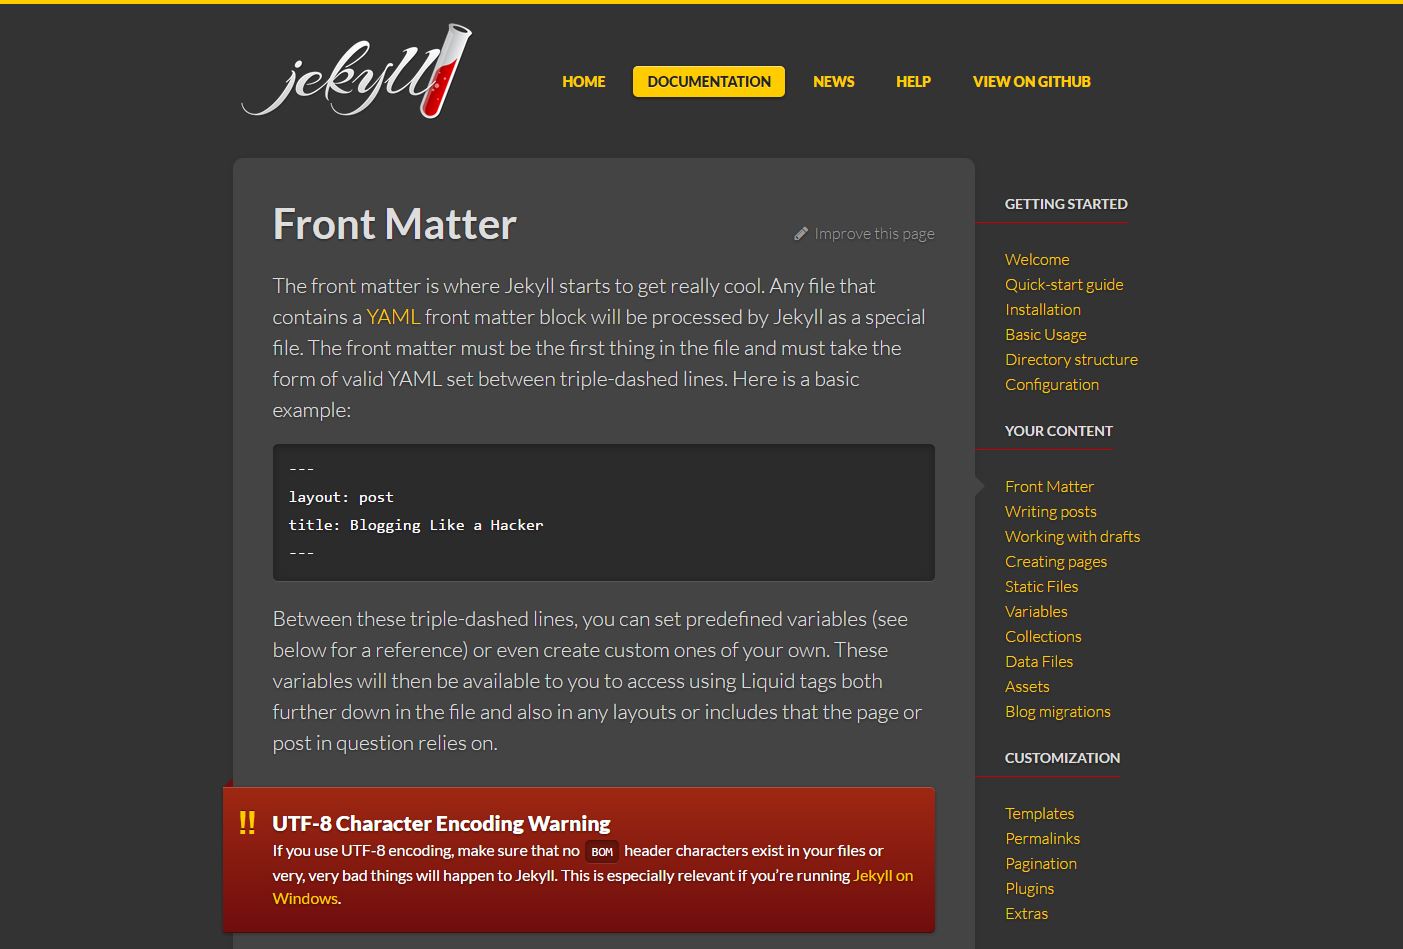 jekyll
HOME
DOCUMENTATION
NEWS
HELP
VIEW ON GITHUB
Front Matter
Improve this page
The front matter is where Jekyll starts to get really cool. Any file that
contains a YAML front matter block will be processed by Jekyll as a special
file. The front matter must be the first thing in the file and must take the
form of valid YAML set between triple-dashed lines. Here is a basic
example:
---
layout: post
title: Blogging Like a Hacker
---
Between these triple-dashed lines, you can set predefined variables (see
below for a reference) or even create custom ones of your own. These
variables will then be available to you to access using Liquid tags both
further down in the file and also in any layouts or includes that the page or
post in question relies on.
!! UTF-8 Character Encoding Warning
If you use UTF-8 encoding, make sure that no BOM header characters exist in your files or
very, very bad things will happen to Jekyll. This is especially relevant if you’re running Jekyll on
Windows.
GETTING STARTED
Welcome
Quick-start guide
Installation
Basic Usage
Directory structure
Configuration
YOUR CONTENT
Front Matter
Writing posts
Working with drafts
Creating pages
Static Files
Variables
Collections
Data Files
Assets
Blog migrations
CUSTOMIZATION
Templates
Permalinks
Pagination
Plugins
Extras